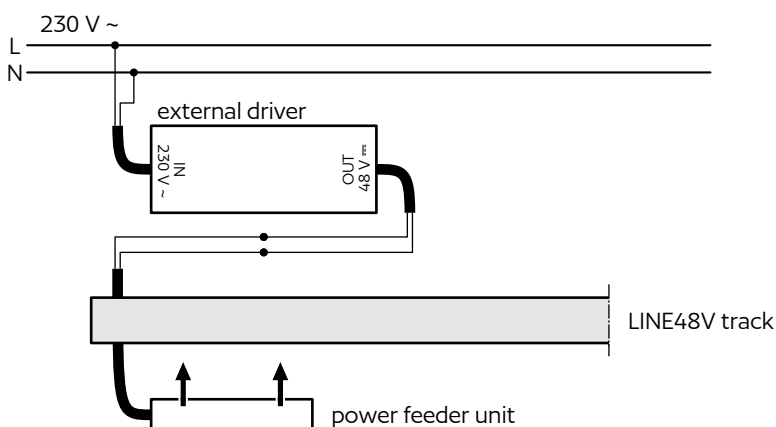 230 V ~
L
N
external driver
IN
230 V ~
OUT
48 V ⎓
LINE48V track
power feeder unit